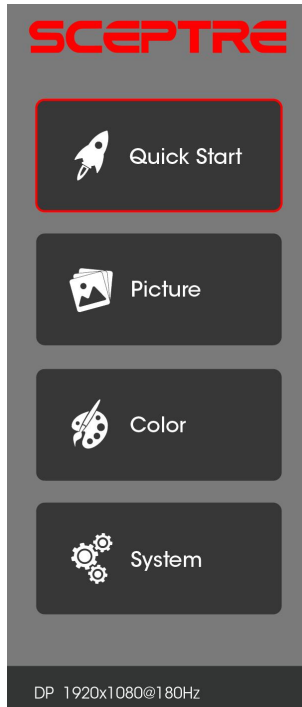 SCEPTRE
Quick Start
Picture
Color
System
DP 1920x1080@180Hz